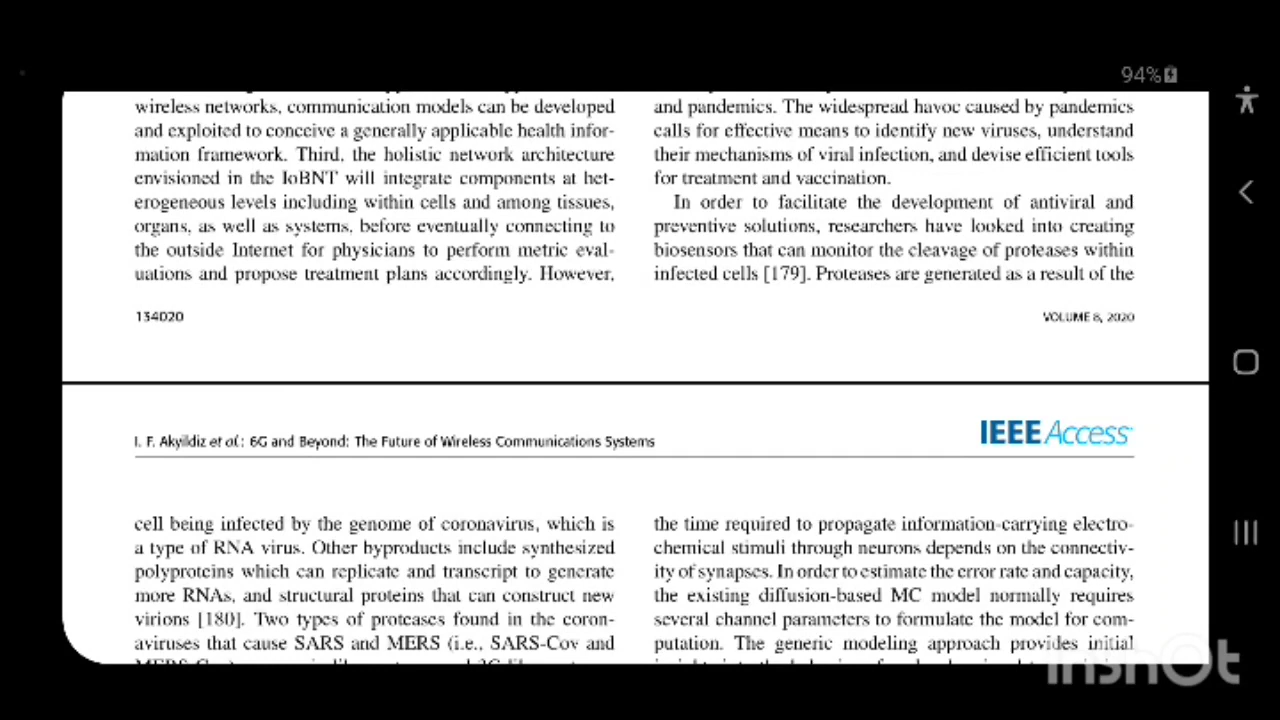 94%
wireless networks, communication models can be developed
and exploited to conceive a generally applicable health infor-
mation framework. Third, the holistic network architecture
envisioned in the IoBNT will integrate components at het-
erogeneous levels including within cells and among tissues,
organs, as well as systems, before eventually connecting to
the outside Internet for physicians to perform metric eval-
uations and propose treatment plans accordingly. However,
134020
and pandemics. The widespread havoc caused by pandemics
calls for effective means to identify new viruses, understand
their mechanisms of viral infection, and devise efficient tools
for treatment and vaccination.
In order to facilitate the development of antiviral and
preventive solutions, researchers have looked into creating
biosensors that can monitor the cleavage of proteases within
infected cells [179]. Proteases are generated as a result of the
VOLUME 8, 2020
I. F. Akyildiz et al.: 6G and Beyond: The Future of Wireless Communications Systems
IEEE Access
cell being infected by the genome of coronavirus, which is
a type of RNA virus. Other byproducts include synthesized
polyproteins which can replicate and transcript to generate
more RNAs, and structural proteins that can construct new
virions [180]. Two types of proteases found in the coron-
aviruses that cause SARS and MERS (i.e., SARS-Cov and
the time required to propagate information-carrying electro-
chemical stimuli through neurons depends on the connectiv-
ity of synapses. In order to estimate the error rate and capacity,
the existing diffusion-based MC model normally requires
several channel parameters to formulate the model for com-
putation. The generic modeling approach provides initial
InShOt